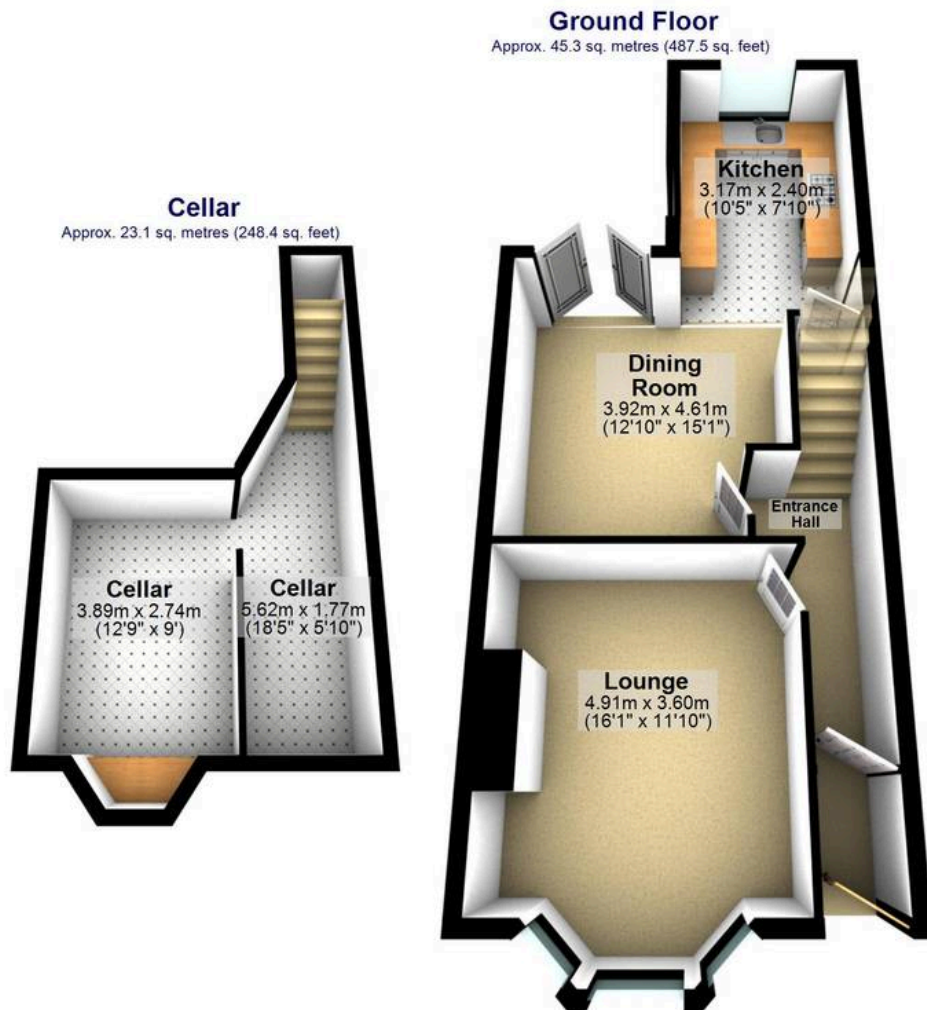 Ground Floor
Approx. 45.3 sq. metres (487.5 sq. feet)
Kitchen
3.17m x 2.40m
(10'5" x 7'10")
Cellar
Approx. 23.1 sq. metres (248.4 sq. feet)
Dining
Room
3.92m x 4.61m
(12'10" x 15'1")
Entrance
Hall
Cellar
3.89m x 2.74m
(12'9" x 9')
Cellar
5.62m x 1.77m
(18'5" x 5'10")
Lounge
4.91m x 3.60m
(16'1" x 11'10")